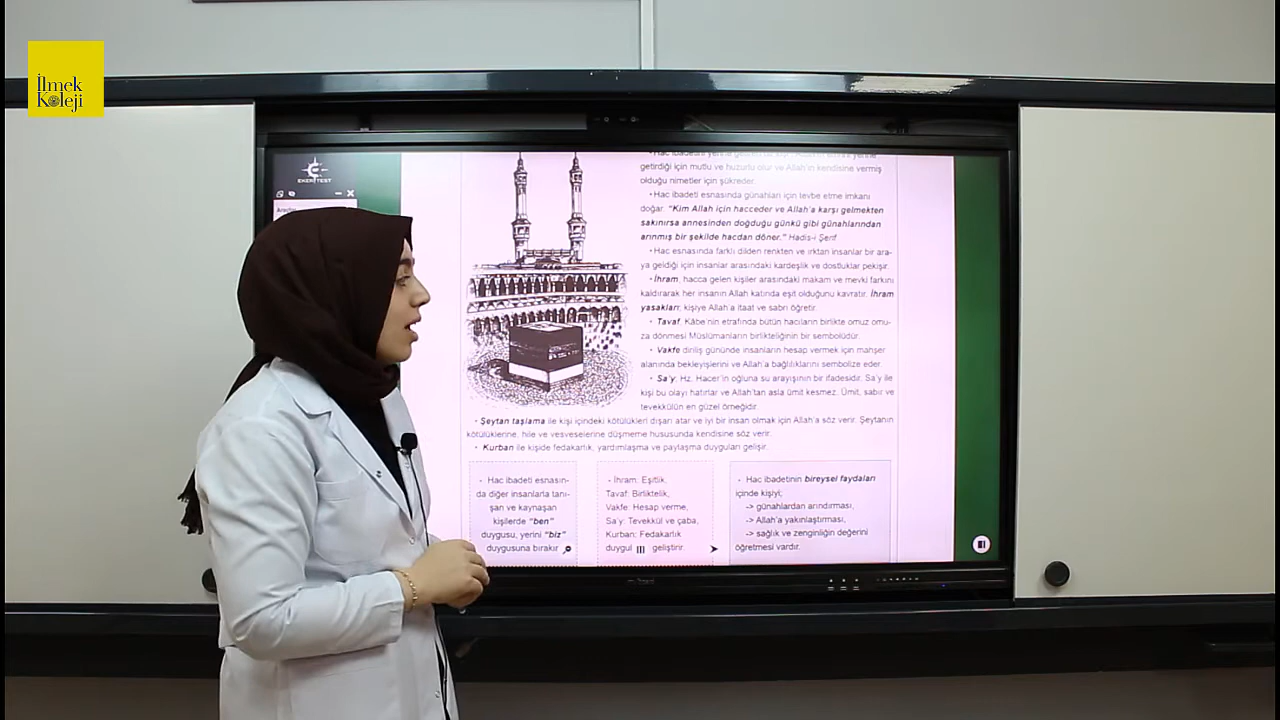 İlmek
Koleji
EKER TEST
Araçlar
getirdiği için mutlu ve huzurlu olur ve Allah'ın kendisine vermiş
olduğu nimetler için şükreder.
• Hac ibadeti esnasında günahları için tevbe etme imkanı
doğar. "Kim Allah için hacceder ve Allah'a karşı gelmekten
sakınırsa annesinden doğduğu günkü gibi günahlarından
arınmış bir şekilde hacdan döner." Hadis-i Şerif
• Hac esnasında farklı dilden renkten ve ırktan insanlar bir ara-
ya geldiği için insanlar arasındaki kardeşlik ve dostluklar pekişir.
• İhram, hacca gelen kişiler arasındaki makam ve mevki farkını
kaldırarak her insanın Allah katında eşit olduğunu kavratır. İhram
yasakları; kişiye Allah'a itaat ve sabrı öğretir.
• Tavaf: Kâbe'nin etrafında bütün hacıların birlikte omuz omu-
za dönmesi Müslümanların birlikteliğinin bir sembolüdür.
• Vakfe diriliş gününde insanların hesap vermek için mahşer
alanında bekleyişlerini ve Allah'a bağlılıklarını sembolize eder.
• Sa'y: Hz. Hacer'in oğluna su arayışının bir ifadesidir. Sa'y ile
kişi bu olayı hatırlar ve Allah'tan asla ümit kesmez. Ümit, sabır ve
tevekkülün en güzel örneğidir.
• Şeytan taşlama ile kişi içindeki kötülükleri dışarı atar ve iyi bir insan olmak için Allah'a söz verir. Şeytanın
kötülüklerine, hile ve vesveselerine düşmeme hususunda kendisine söz verir.
• Kurban ile kişide fedakarlık, yardımlaşma ve paylaşma duyguları gelişir.
- Hac ibadeti esnasın-
da diğer insanlarla tanı-
şan ve kaynaşan
kişilerde "ben"
duygusu, yerini "biz"
duygusuna bırakır
- İhram: Eşitlik,
Tavaf: Birliktelik,
Vakfe: Hesap verme,
Sa'y: Tevekkül ve çaba,
Kurban: Fedakarlık
duygul geliştirir.
- Hac ibadetinin bireysel faydaları
içinde kişiyi;
-> günahlardan arındırması,
-> Allah'a yakınlaştırması,
-> sağlık ve zenginliğin değerini
öğretmesi vardır.